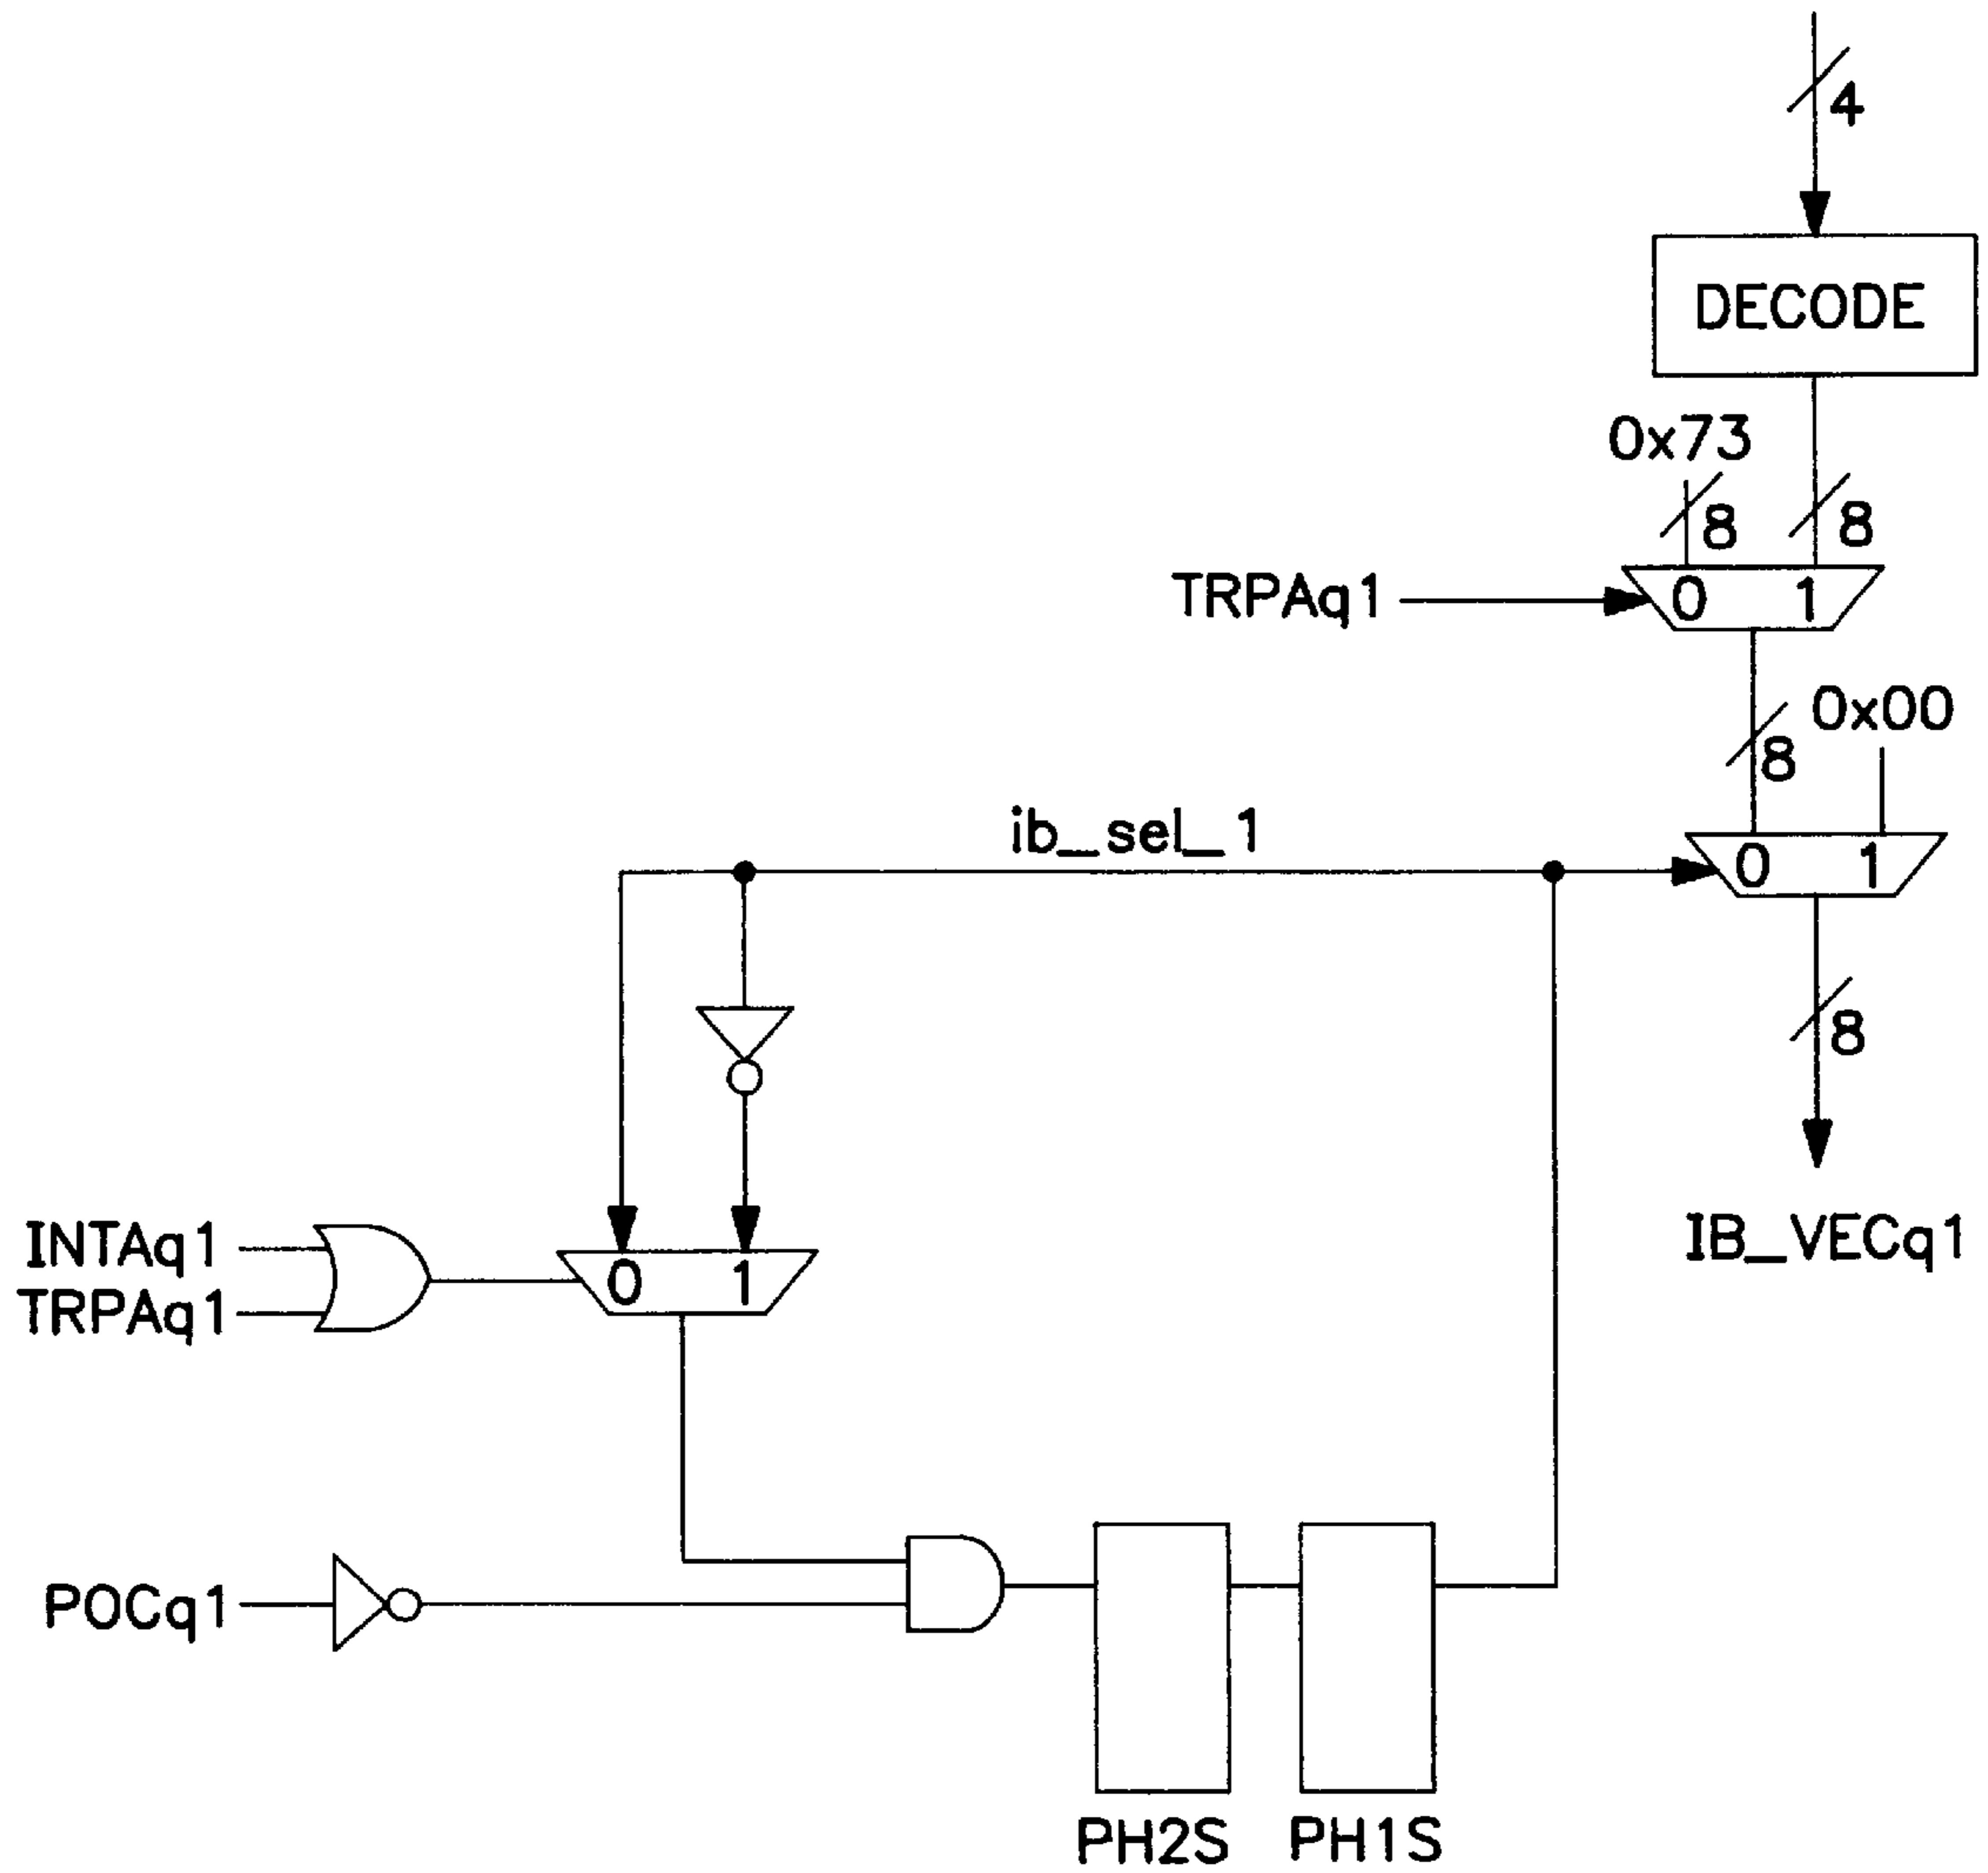 4
DECODE
0x73
8
8
TRPAq1
0 1
0x00
8
ib_sel_1
0 1
8
INTAq1
TRPAq1
0 1
IB_VECq1
POCq1
PH2S PH1S